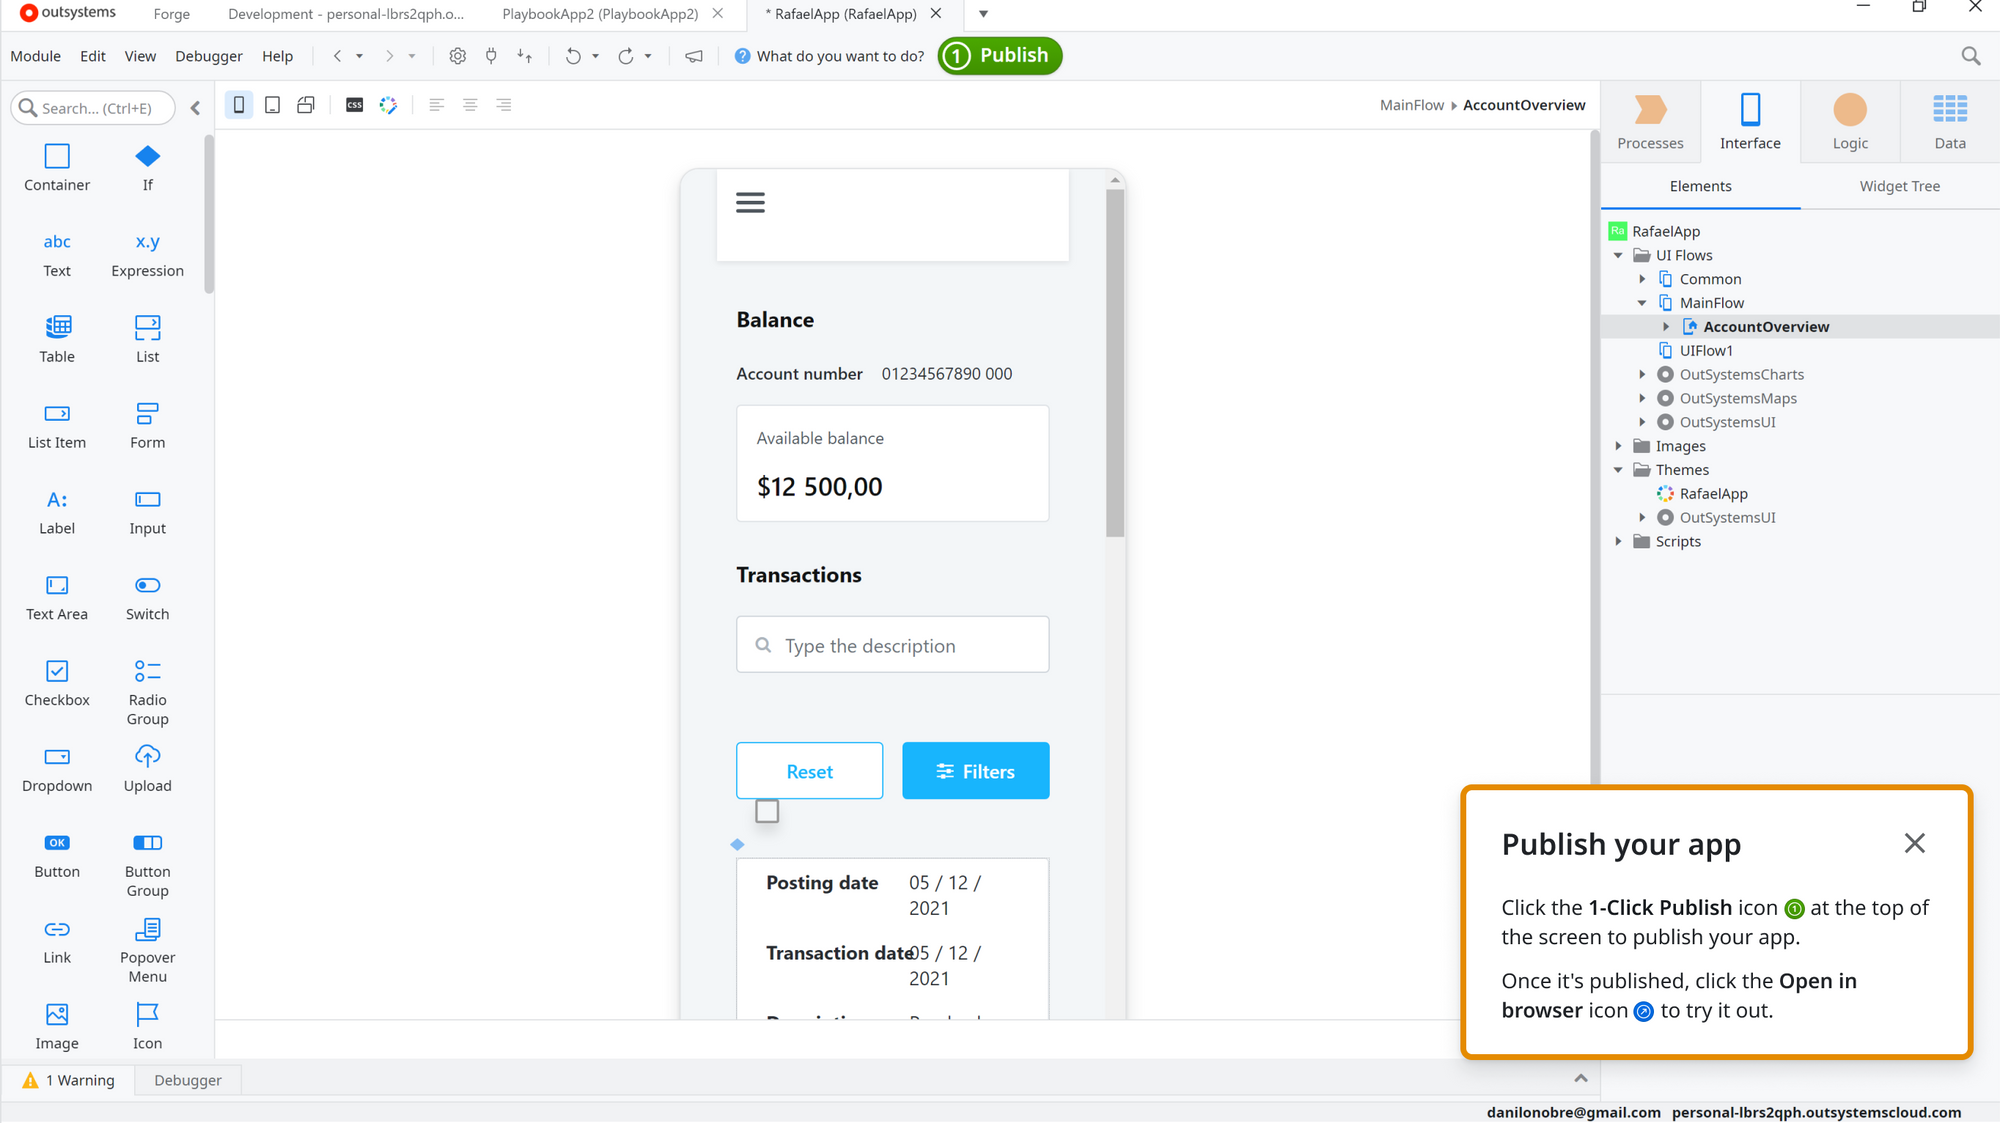 outsystems
Forge
Development - personal-lbrs2qph.o...
PlaybookApp2 (PlaybookApp2)
* RafaelApp (RafaelApp)
Module Edit View Debugger Help
? What do you want to do?
1 Publish
Search... (Ctrl+E)
css
MainFlow AccountOverview
Processes Interface Logic Data
Container If
abc x.y
Text Expression
Table List
List Item Form
A:
Label Input
Text Area Switch
Checkbox Radio Group
Dropdown Upload
OK
Button Button Group
Link Popover Menu
Image Icon
Balance
Account number 01234567890 000
Available balance
$12 500,00
Transactions
Type the description
Reset Filters
Posting date 05 / 12 /
2021
Transaction date 05 / 12 /
2021
Elements Widget Tree
Ra RafaelApp
UI Flows
Common
MainFlow
AccountOverview
UIFlow1
OutSystemsCharts
OutSystemsMaps
OutSystemsUI
Images
Themes
RafaelApp
OutSystemsUI
Scripts
Publish your app
Click the 1-Click Publish icon 1 at the top of
the screen to publish your app.
Once it's published, click the Open in
browser icon to try it out.
1 Warning Debugger
danilonobre@gmail.com personal-lbrs2qph.outsystemscloud.com